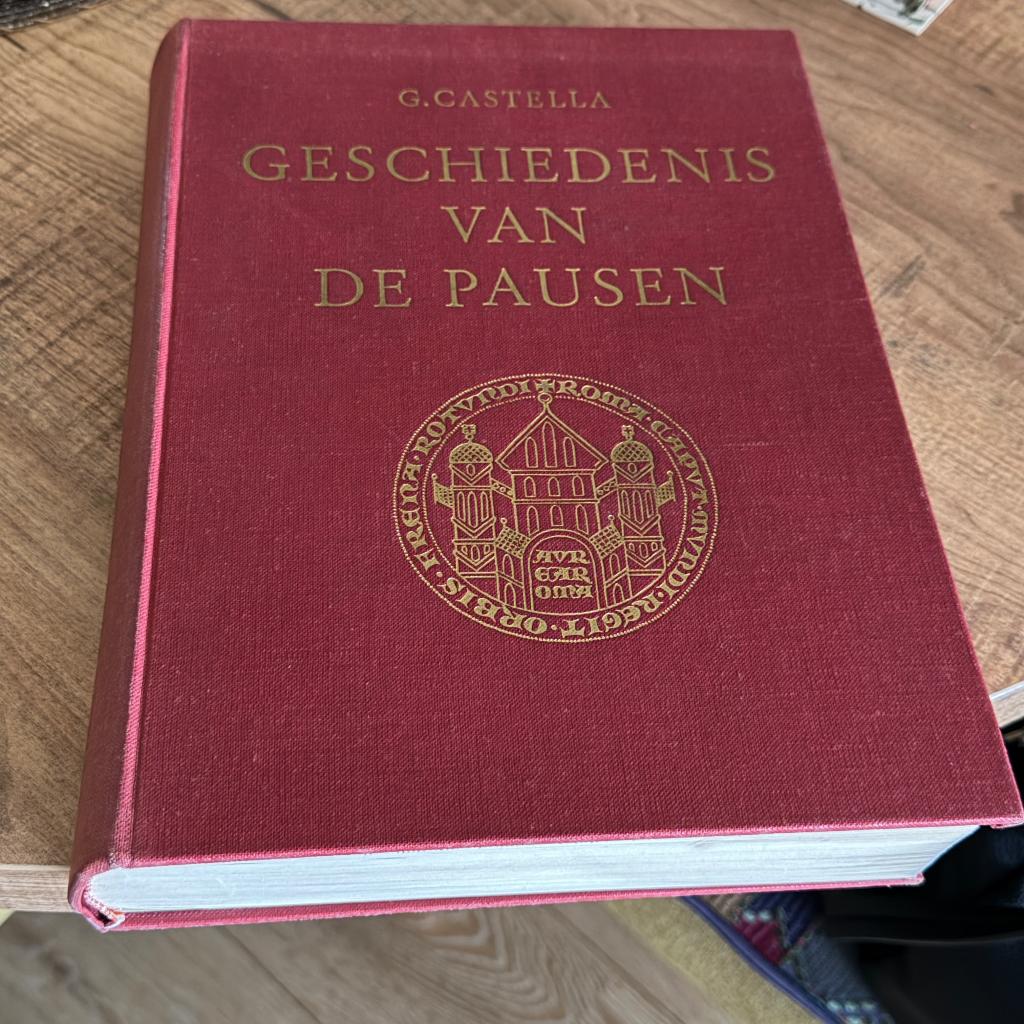 G. CASTELLA
GESCHIEDENIS
VAN
DE PAUSEN
✠ ROMA · CAPVT · MVNDI · REGIT · ORBIS · FRENA · ROTVNDI
AVR
EAR
OMA